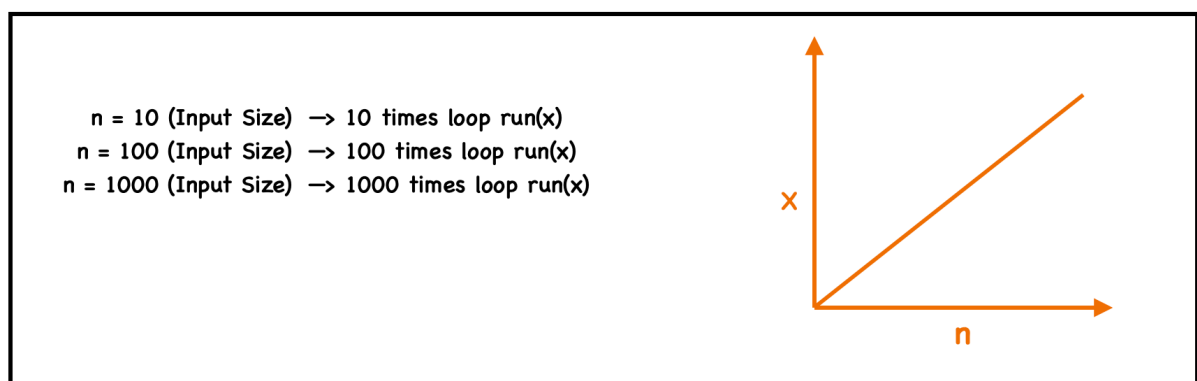 n = 10 (Input Size) → 10 times loop run(x)
n = 100 (Input Size) → 100 times loop run(x)
n = 1000 (Input Size) → 1000 times loop run(x)
x
n